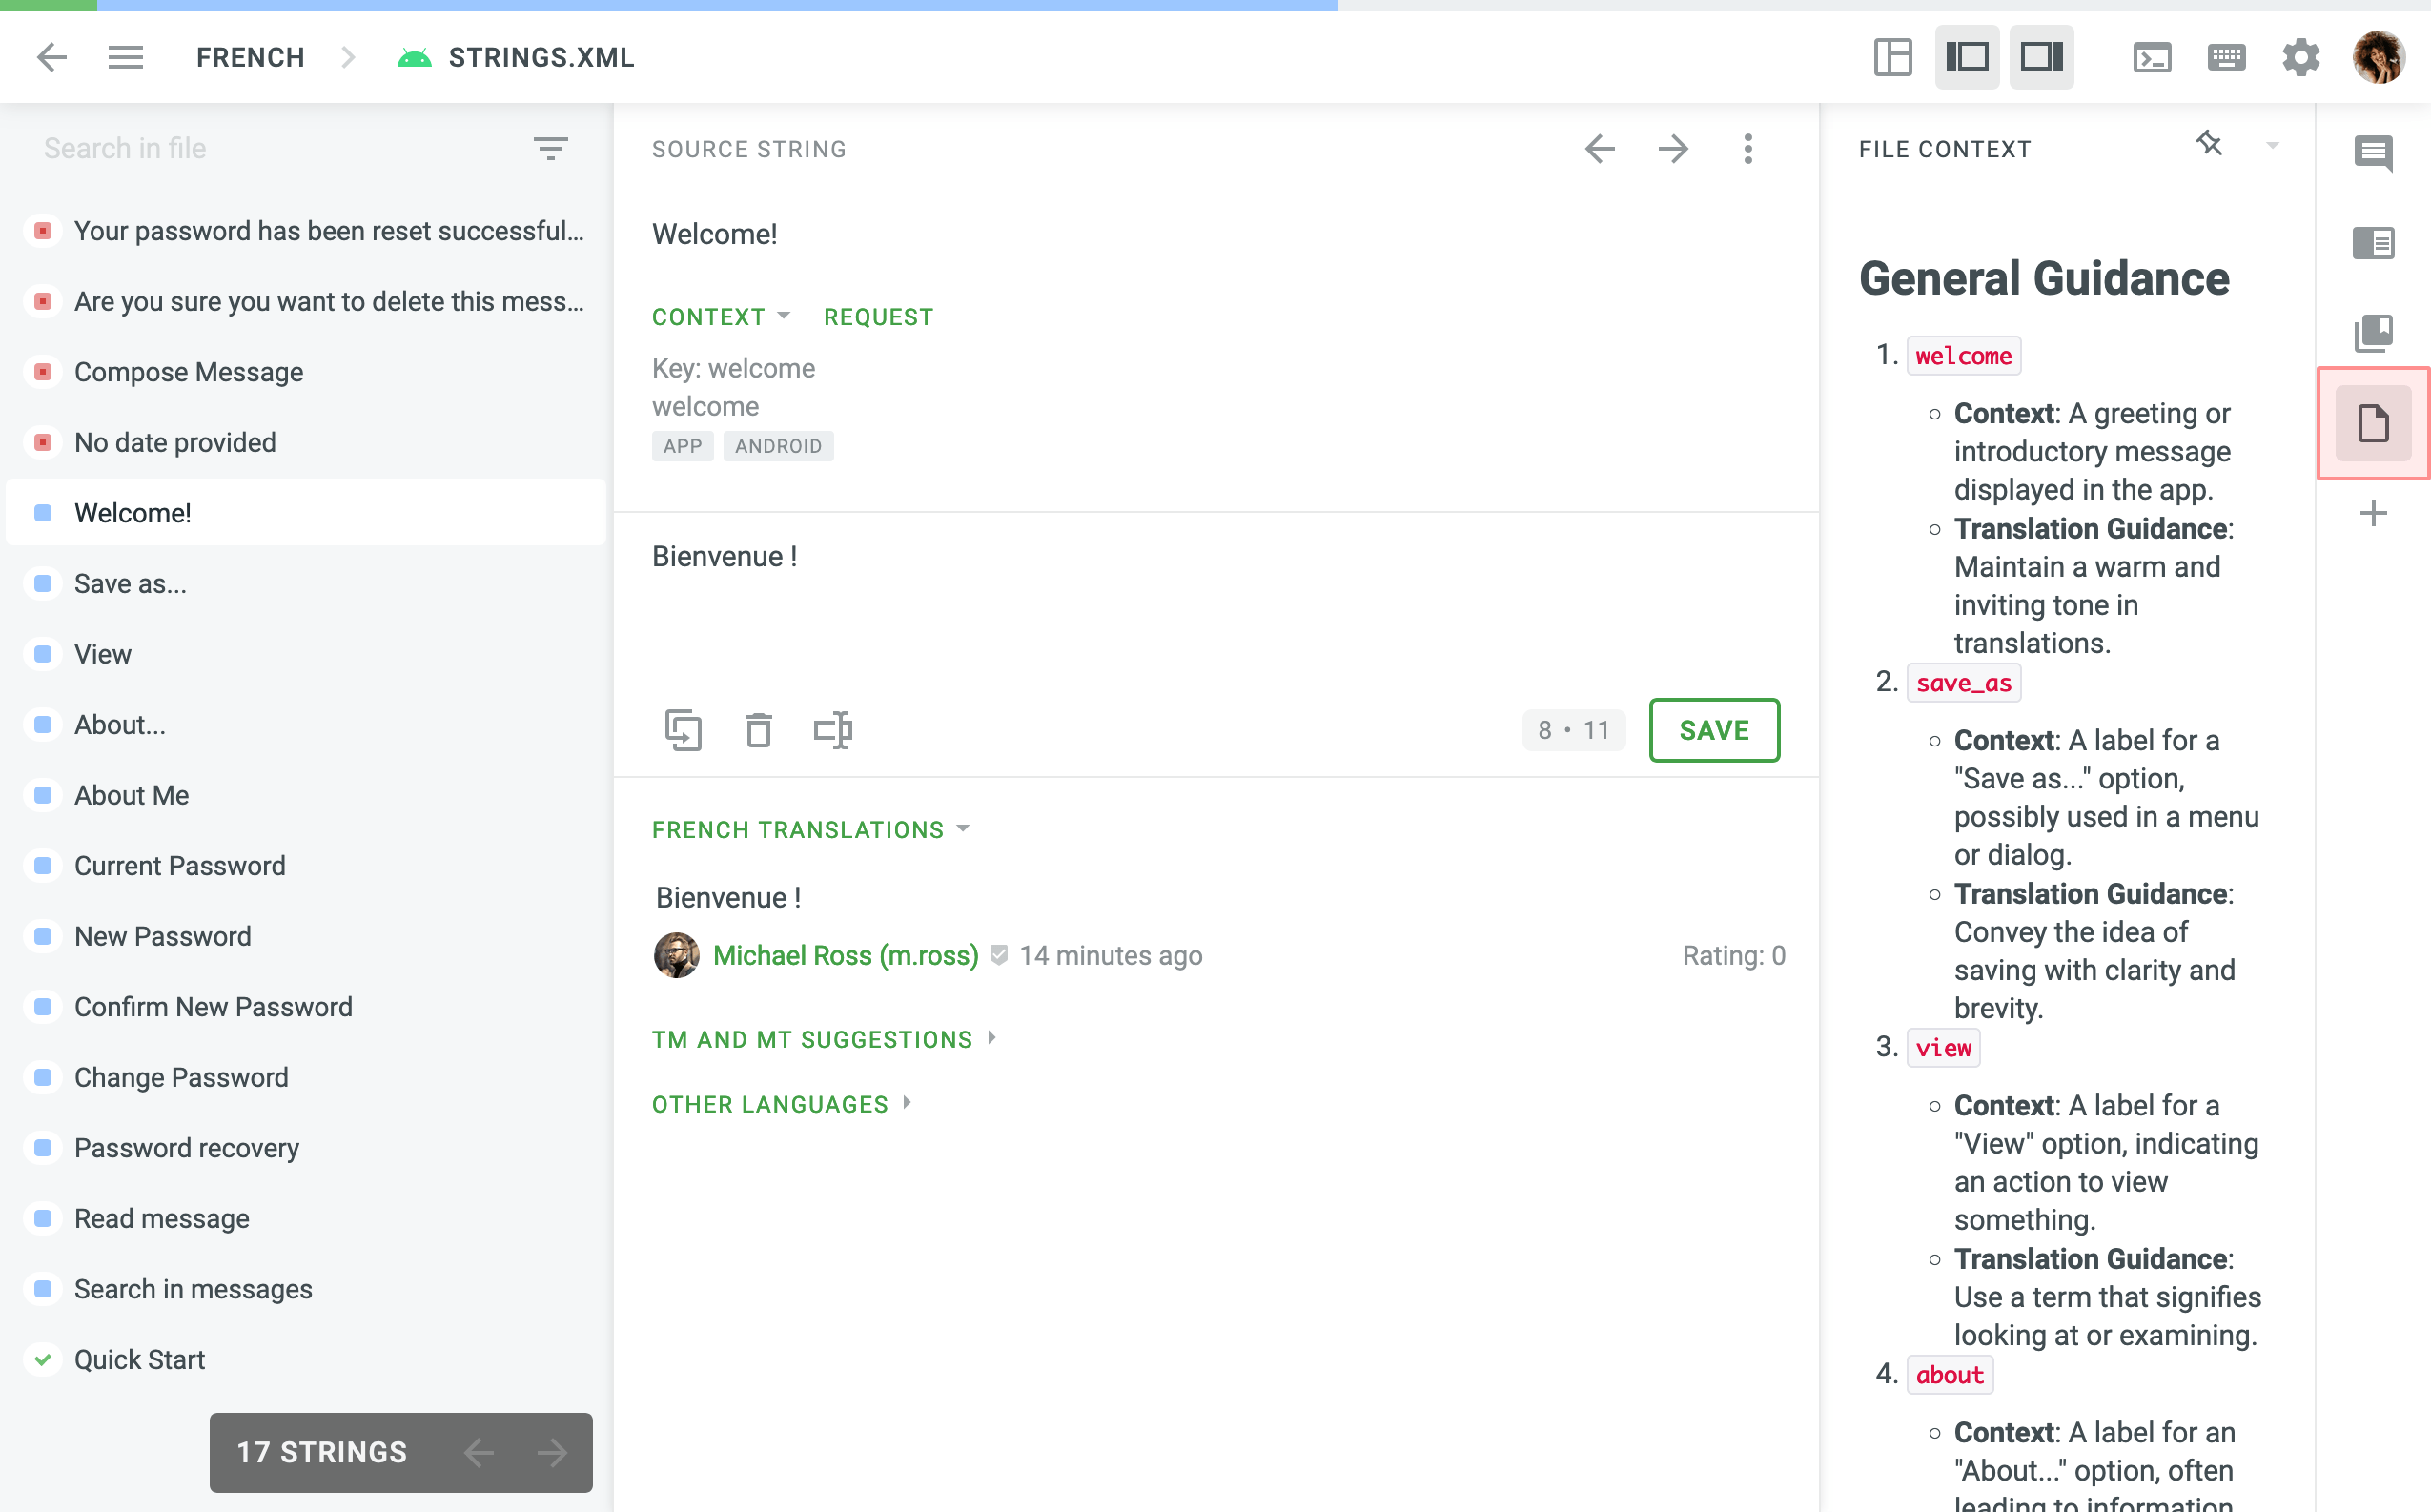 FRENCH
STRINGS.XML
Search in file
Your password has been reset successful...
Are you sure you want to delete this mess...
Compose Message
No date provided
Welcome!
Save as...
View
About...
About Me
Current Password
New Password
Confirm New Password
Change Password
Password recovery
Read message
Search in messages
Quick Start
17 STRINGS
SOURCE STRING
Welcome!
CONTEXT REQUEST
Key: welcome
welcome
APP ANDROID
Bienvenue !
8 • 11 SAVE
FRENCH TRANSLATIONS
Bienvenue !
Michael Ross (m.ross) 14 minutes ago Rating: 0
TM AND MT SUGGESTIONS
OTHER LANGUAGES
FILE CONTEXT
General Guidance
1. welcome
Context: A greeting or
introductory message
displayed in the app.
Translation Guidance:
Maintain a warm and
inviting tone in
translations.
2. save_as
Context: A label for a
"Save as..." option,
possibly used in a menu
or dialog.
Translation Guidance:
Convey the idea of
saving with clarity and
brevity.
3. view
Context: A label for a
"View" option, indicating
an action to view
something.
Translation Guidance:
Use a term that signifies
looking at or examining.
4. about
Context: A label for an
"About..." option, often
leading to information